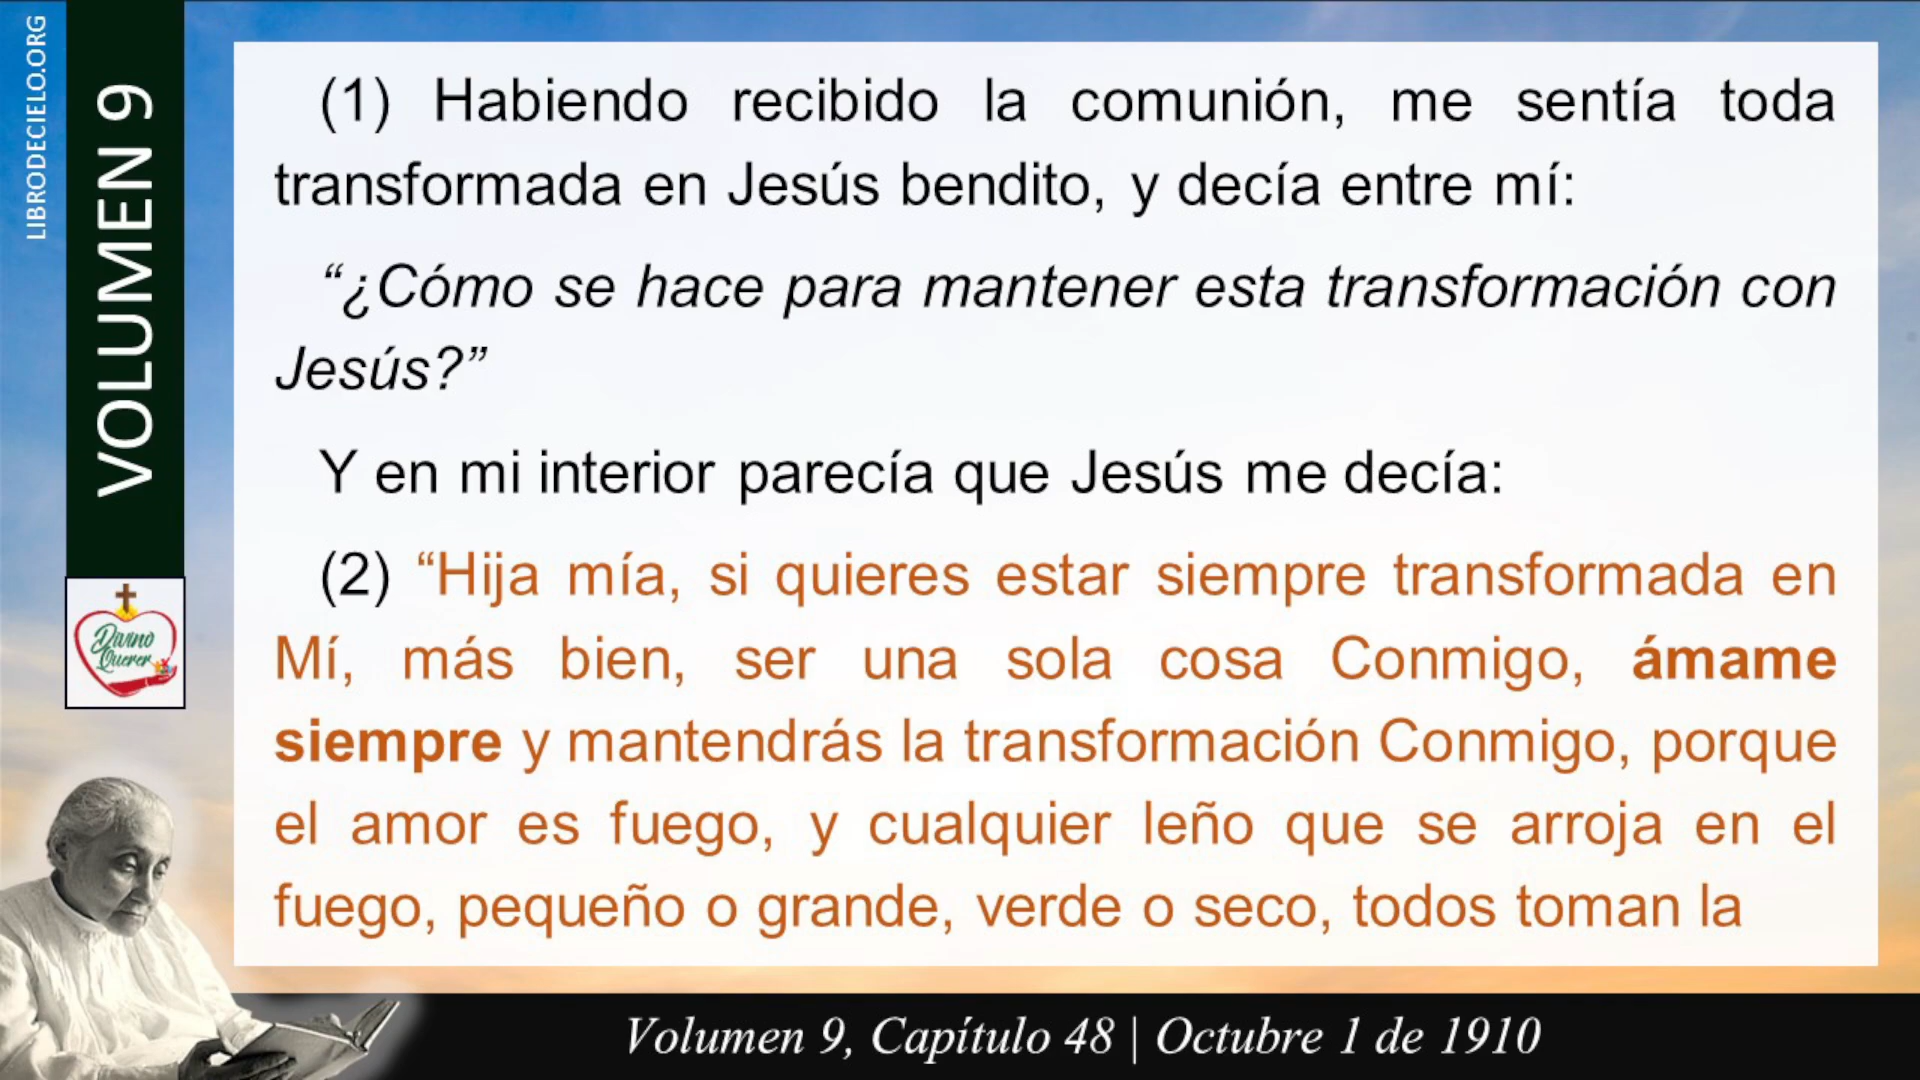 LIBRODECIELO.ORG
VOLUMEN 9
Divino
Querer
(1) Habiendo recibido la comunión, me sentía toda
transformada en Jesús bendito, y decía entre mí:
“¿Cómo se hace para mantener esta transformación con
Jesús?”
Y en mi interior parecía que Jesús me decía:
(2) “Hija mía, si quieres estar siempre transformada en
Mí, más bien, ser una sola cosa Conmigo, ámame
siempre y mantendrás la transformación Conmigo, porque
el amor es fuego, y cualquier leño que se arroja en el
fuego, pequeño o grande, verde o seco, todos toman la
Volumen 9, Capítulo 48 | Octubre 1 de 1910